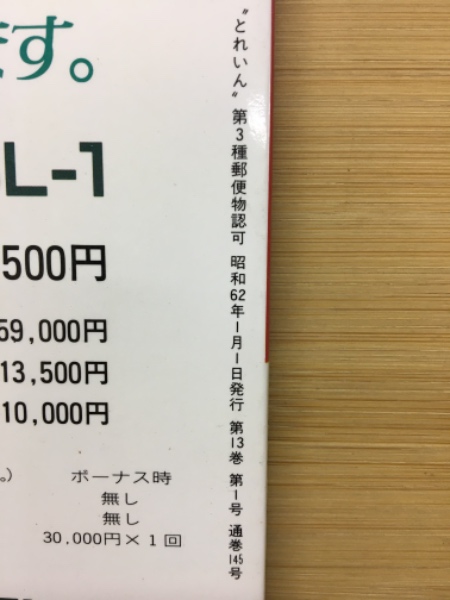 "とれいん" 第3種郵便物認可 昭和62年1月1日発行 第13巻 第1号 通巻145号
ます。
L-1
500円
59,000円
13,500円
10,000円
。) ボーナス時
無し
無し
30,000円×1回